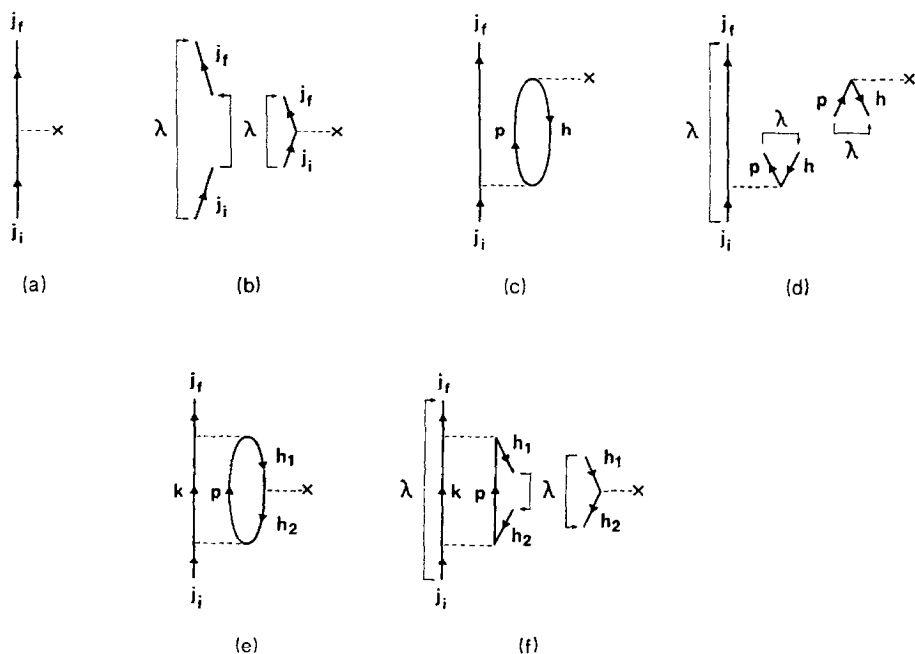 j_f
j_i
(a)
λ
j_f
λ
j_f
j_i
j_i
(b)
j_f
p
h
j_i
(c)
j_f
p
h
λ
λ
λ
p
h
j_i
(d)
j_f
h_1
k
p
h_2
j_i
(e)
j_f
h_1
h_1
λ
k
p
λ
h_2
h_2
j_i
(f)